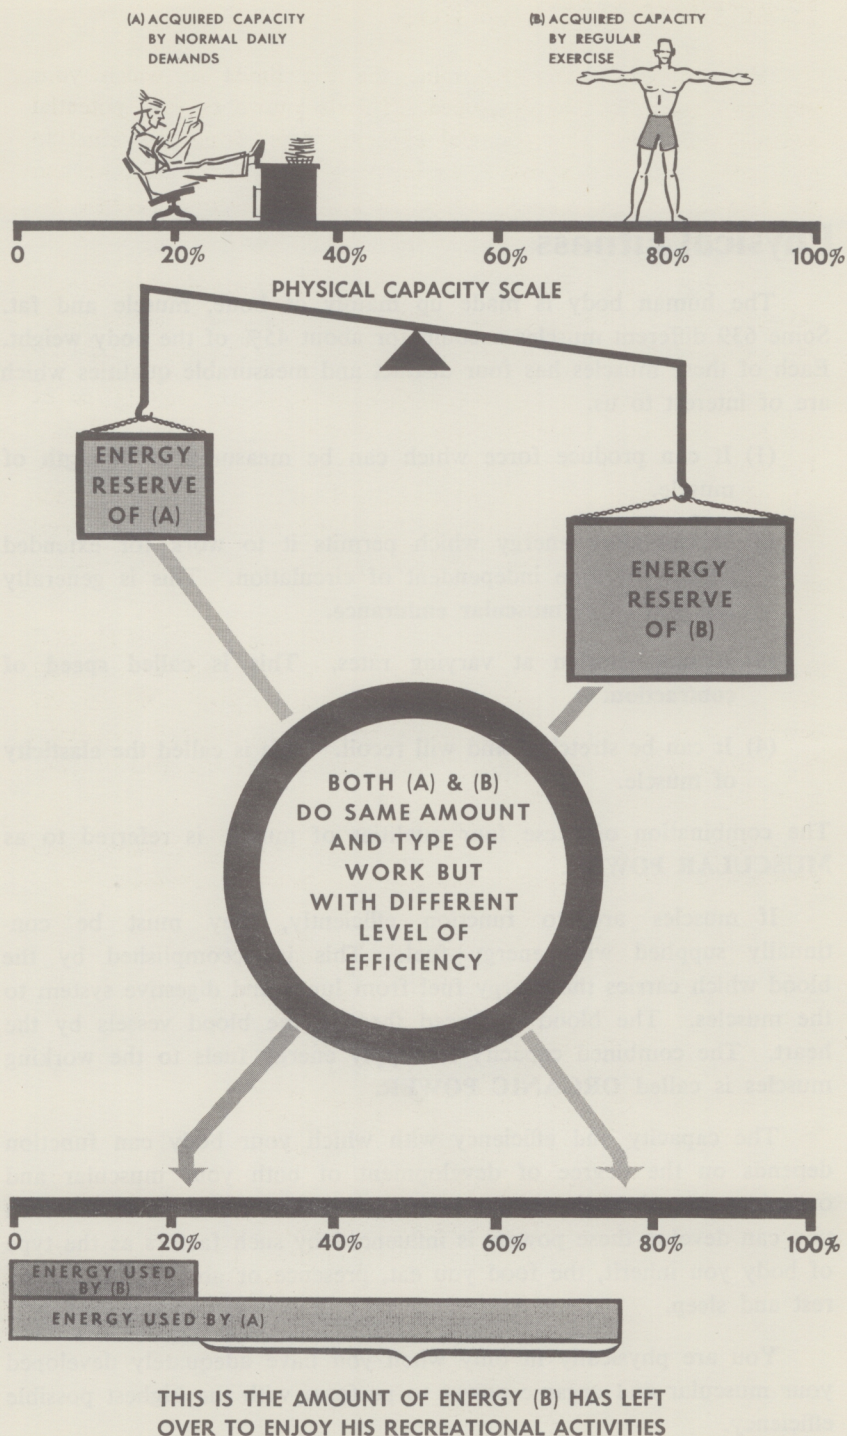 (A) ACQUIRED CAPACITY
BY NORMAL DAILY
DEMANDS
(B) ACQUIRED CAPACITY
BY REGULAR
EXERCISE
0 20% 40% 60% 80% 100%
PHYSICAL CAPACITY SCALE
ENERGY
RESERVE
OF (A)
ENERGY
RESERVE
OF (B)
BOTH (A) & (B)
DO SAME AMOUNT
AND TYPE OF
WORK BUT
WITH DIFFERENT
LEVEL OF
EFFICIENCY
0 20% 40% 60% 80% 100%
ENERGY USED
BY (B)
ENERGY USED BY (A)
THIS IS THE AMOUNT OF ENERGY (B) HAS LEFT
OVER TO ENJOY HIS RECREATIONAL ACTIVITIES